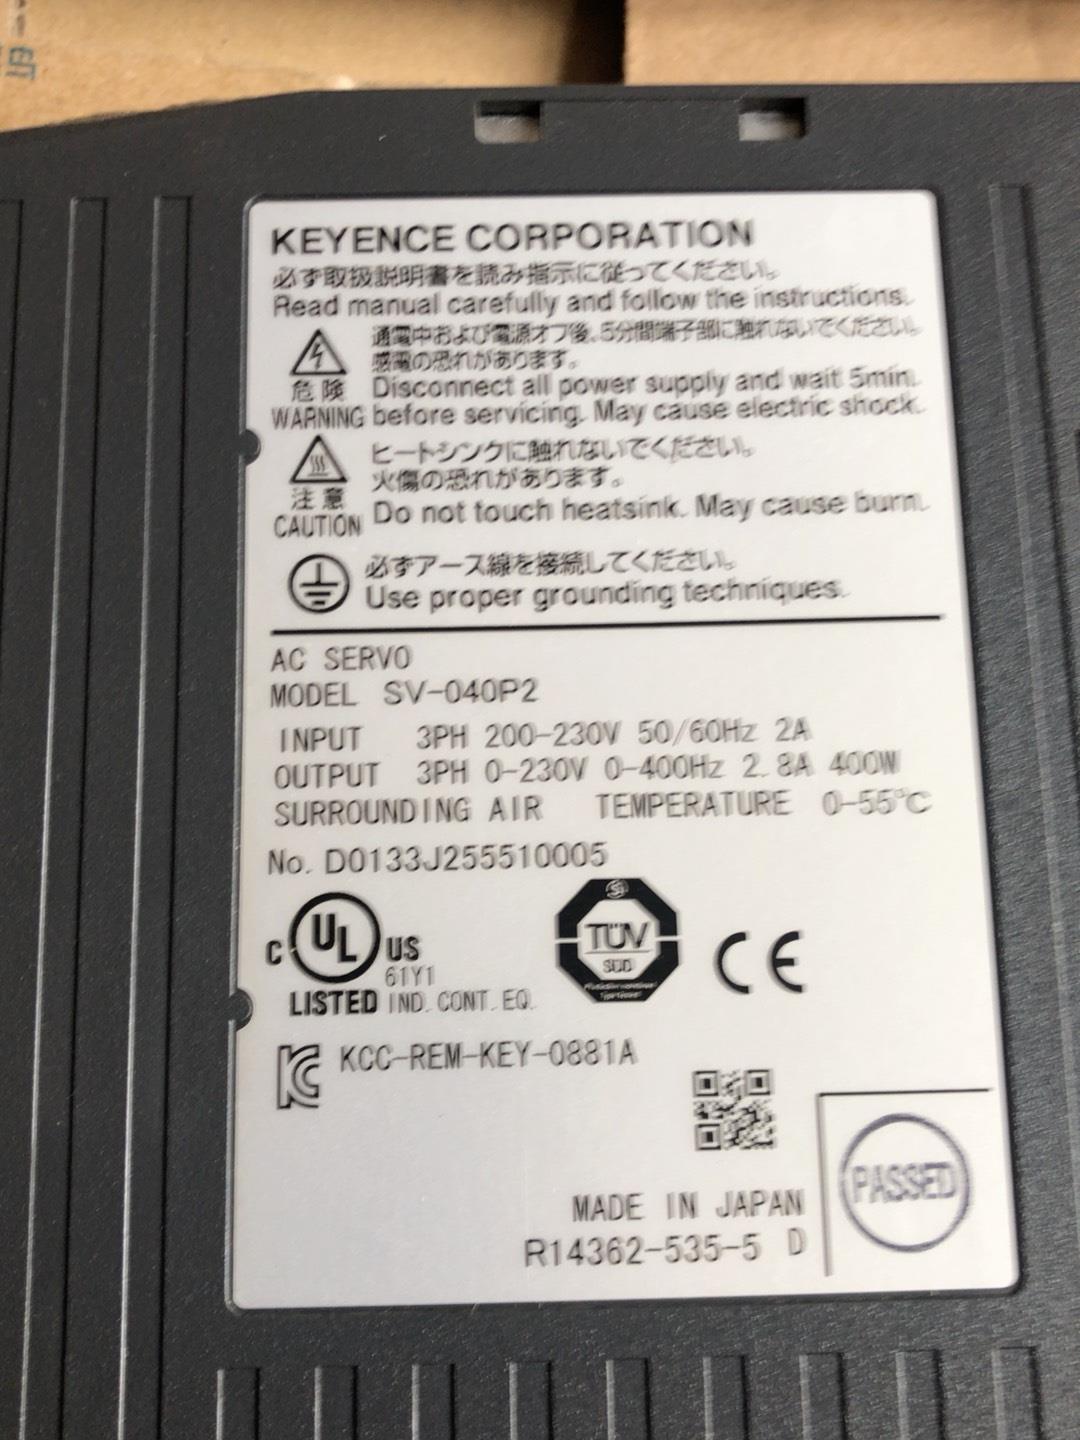 KEYENCE CORPORATION
必ず取扱説明書を読み指示に従ってください。
Read manual carefully and follow the instructions.
通電中および電源オフ後、5分間端子部に触れないでください。
感電の恐れがあります。
危険 Disconnect all power supply and wait 5min.
WARNING before servicing. May cause electric shock.
ヒートシンクに触れないでください。
火傷の恐れがあります。
注意
CAUTION Do not touch heatsink. May cause burn.
必ずアース線を接続してください。
Use proper grounding techniques.
AC SERVO
MODEL SV-040P2
INPUT 3PH 200-230V 50/60Hz 2A
OUTPUT 3PH 0-230V 0-400Hz 2.8A 400W
SURROUNDING AIR TEMPERATURE 0-55℃
No. D0133J255510005
C UL US
61Y1
LISTED IND. CONT. EQ.
TÜV
SÜD
CE
KCC-REM-KEY-0881A
PASSED
MADE IN JAPAN
R14362-535-5 D